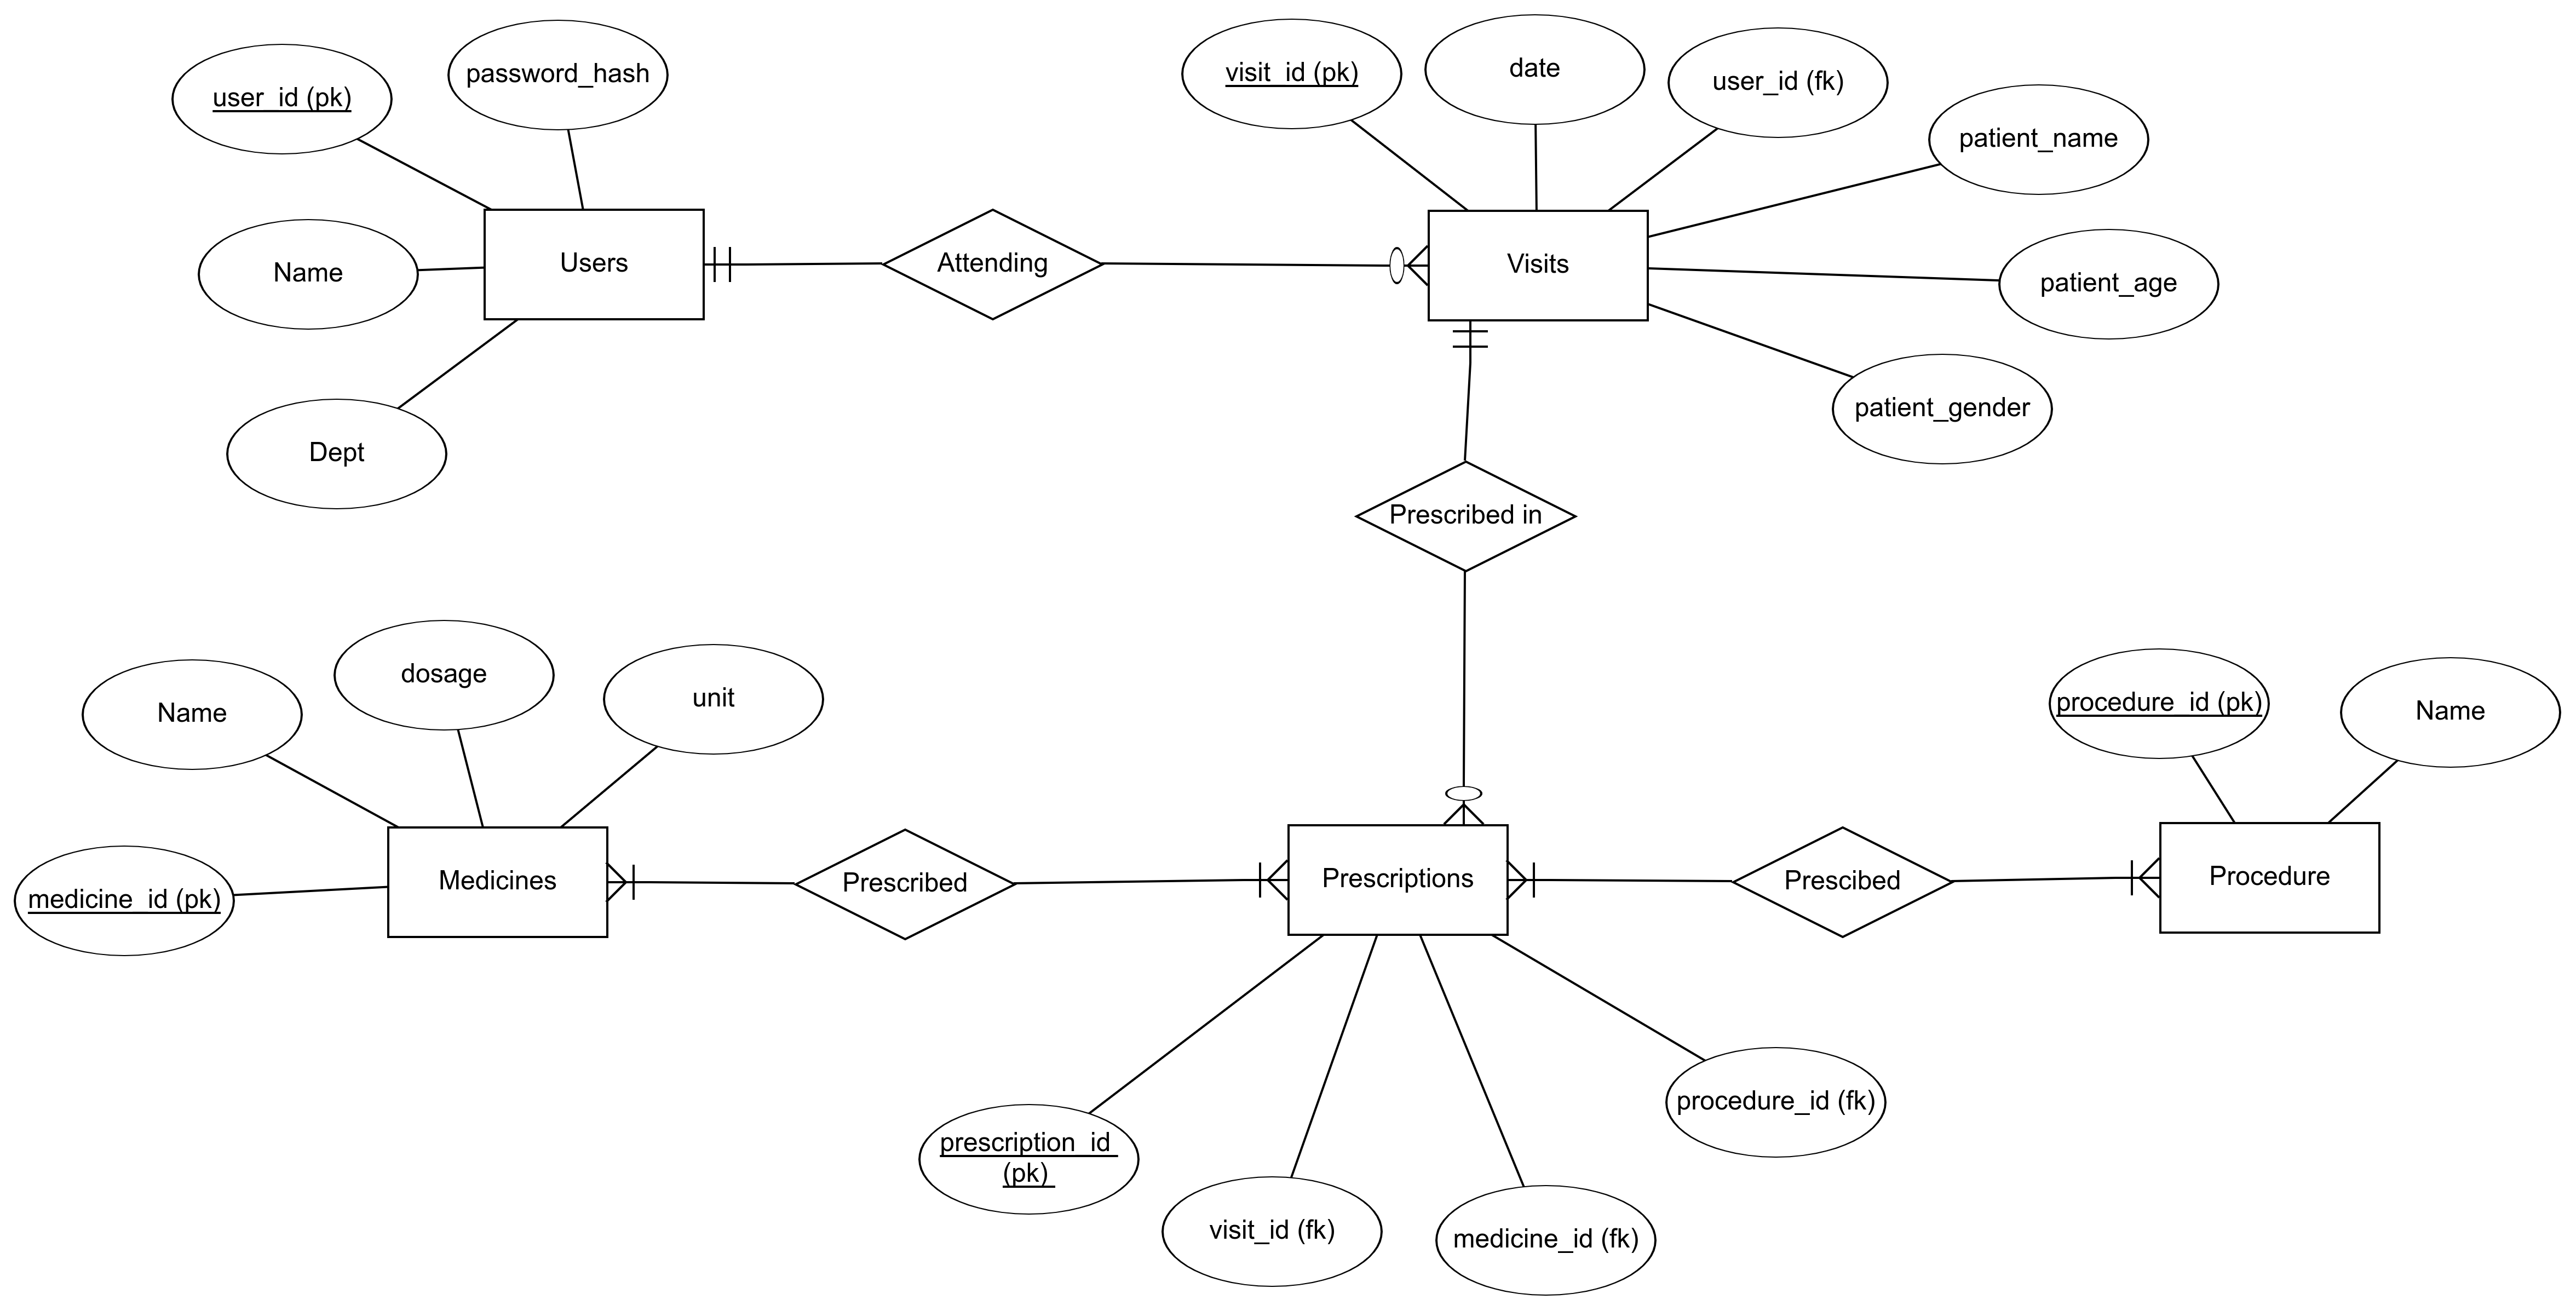 user_id (pk)
password_hash
Name
Dept
Users
Attending
visit_id (pk)
date
user_id (fk)
patient_name
patient_age
patient_gender
Visits
Prescribed in
Name
dosage
unit
medicine_id (pk)
Medicines
Prescribed
Prescriptions
Prescibed
procedure_id (pk)
Name
Procedure
prescription_id
(pk)
visit_id (fk)
medicine_id (fk)
procedure_id (fk)